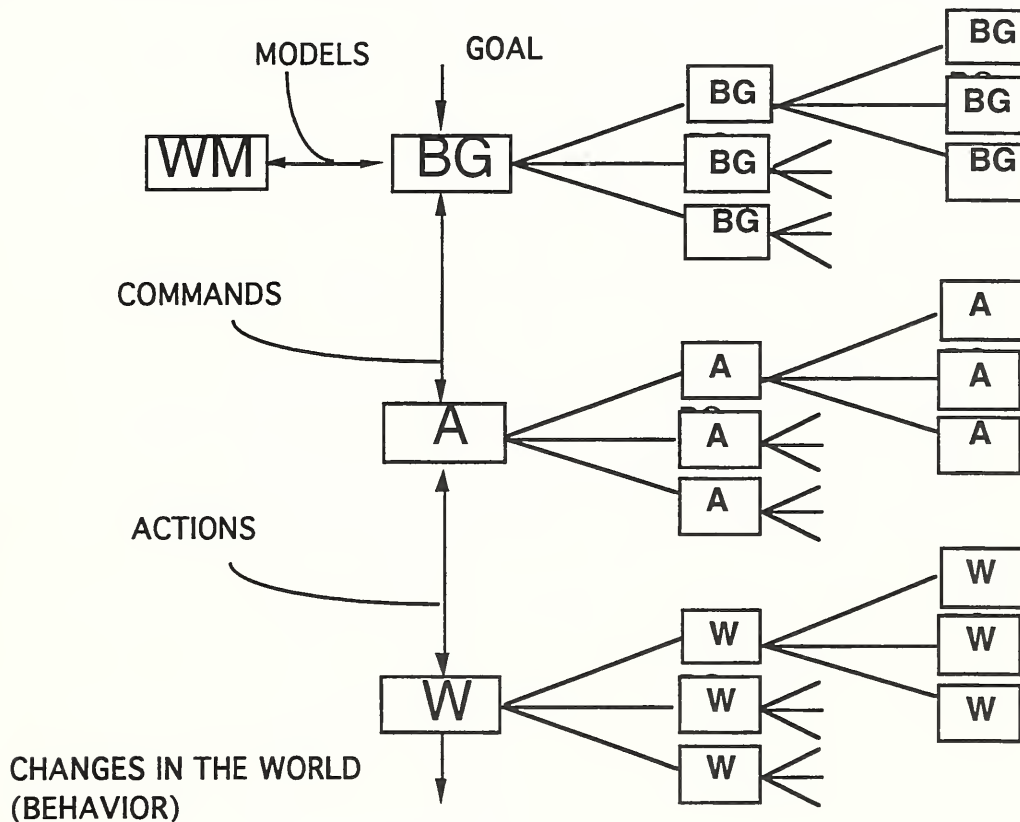 MODELS
GOAL
WM
BG
BG
BG
BG
BG
BG
BG
COMMANDS
A
A
A
A
A
A
A
ACTIONS
W
W
W
W
W
W
W
CHANGES IN THE WORLD
(BEHAVIOR)